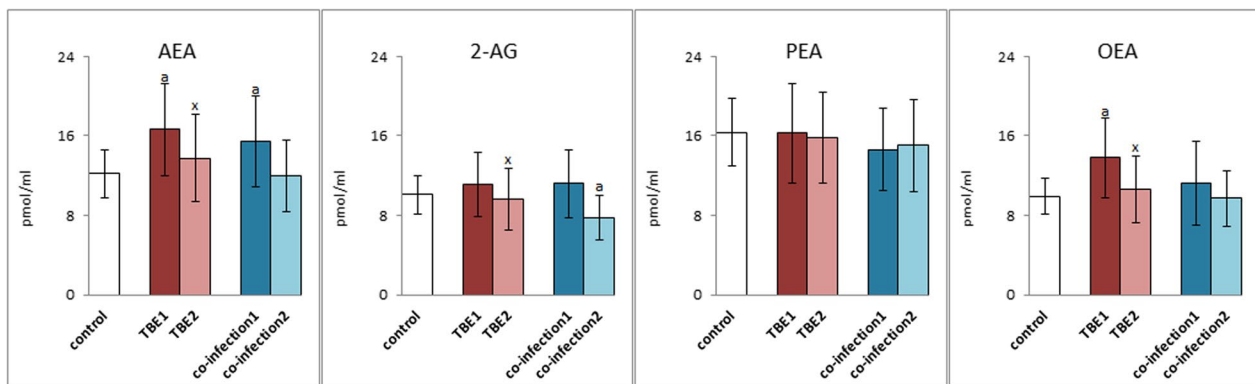 AEA
24
16
8
0
pmol/ml
a
x
a
control
TBE1
TBE2
co-infection1
co-infection2
2-AG
24
16
8
0
pmol/ml
x
a
control
TBE1
TBE2
co-infection1
co-infection2
PEA
24
16
8
0
pmol/ml
control
TBE1
TBE2
co-infection1
co-infection2
OEA
24
16
8
0
pmol/ml
a
x
control
TBE1
TBE2
co-infection1
co-infection2